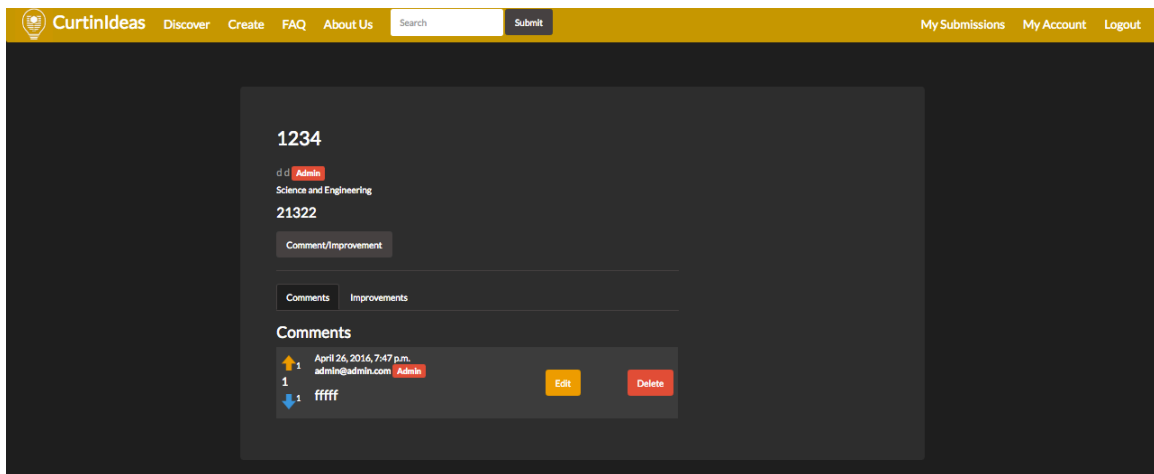 CurtinIdeas Discover Create FAQ About Us Search Submit My Submissions My Account Logout
1234
d d Admin
Science and Engineering
21322
Comment/Improvement
Comments Improvements
Comments
April 26, 2016, 7:47 p.m.
1
admin@admin.com Admin
1
Edit Delete
fffff
1